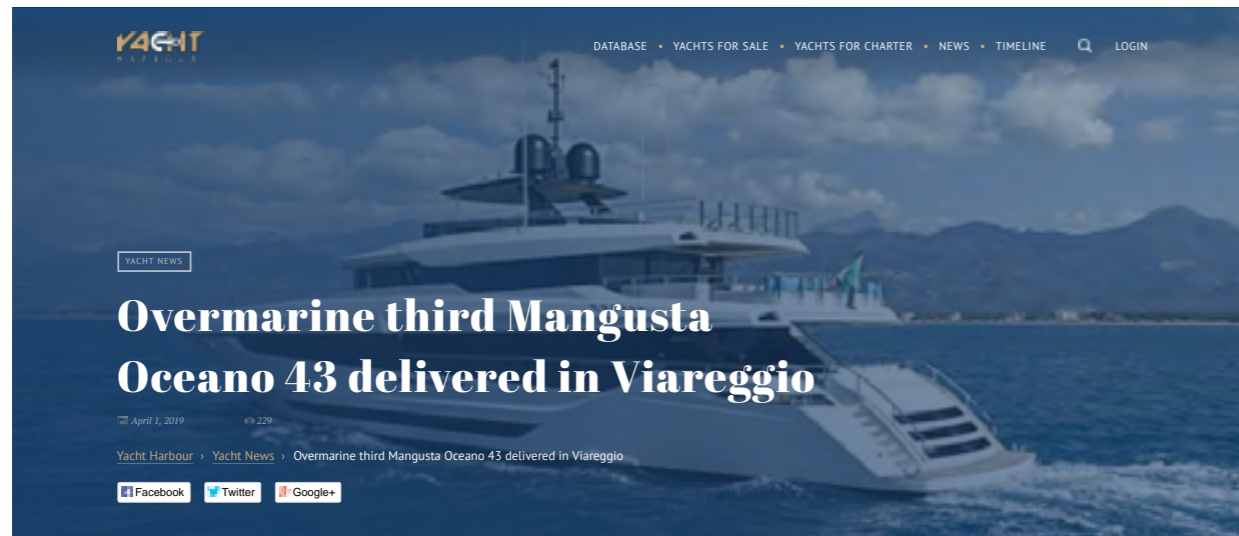 YACHT
HARBOUR
DATABASE • YACHTS FOR SALE • YACHTS FOR CHARTER • NEWS • TIMELINE LOGIN
YACHT NEWS
Overmarine third Mangusta
Oceano 43 delivered in Viareggio
April 1, 2019 229
Yacht Harbour › Yacht News › Overmarine third Mangusta Oceano 43 delivered in Viareggio
Facebook Twitter Google+